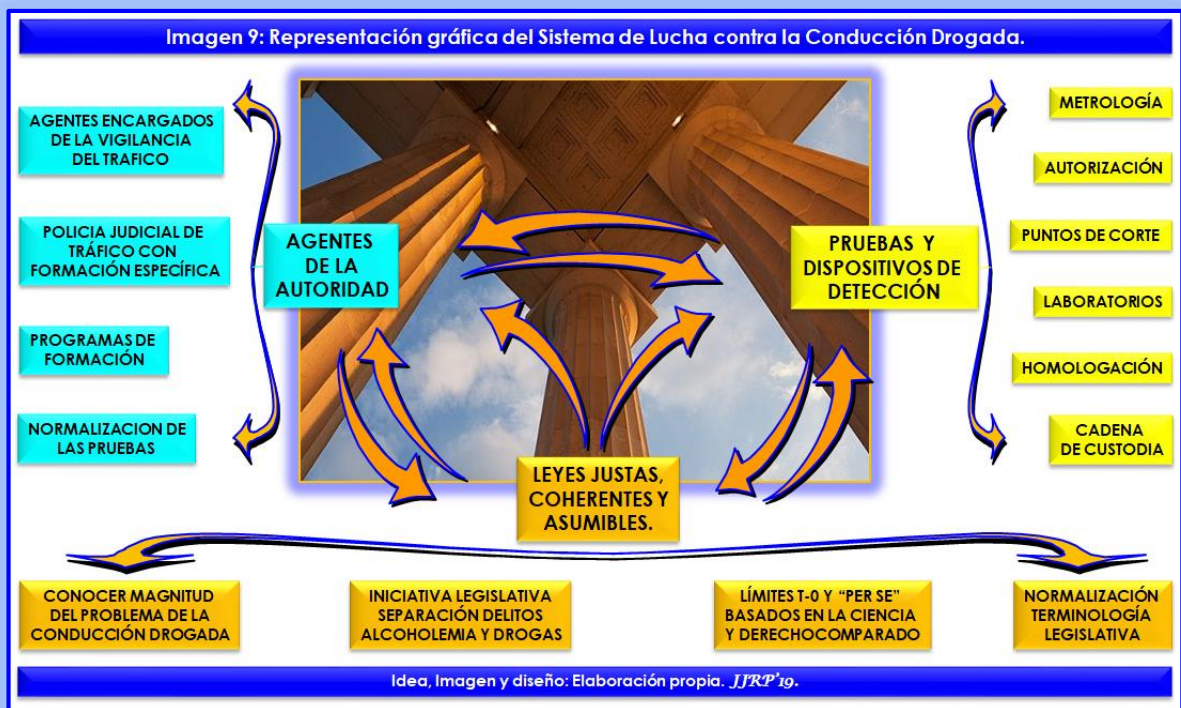 Imagen 9: Representación gráfica del Sistema de Lucha contra la Conducción Drogada.
AGENTES ENCARGADOS
DE LA VIGILANCIA
DEL TRAFICO
POLICIA JUDICIAL DE
TRÁFICO CON
FORMACIÓN ESPECÍFICA
PROGRAMAS DE
FORMACIÓN
NORMALIZACION DE
LAS PRUEBAS
AGENTES
DE LA
AUTORIDAD
PRUEBAS Y
DISPOSITIVOS DE
DETECCIÓN
METROLOGÍA
AUTORIZACIÓN
PUNTOS DE CORTE
LABORATORIOS
HOMOLOGACIÓN
CADENA
DE CUSTODIA
LEYES JUSTAS,
COHERENTES Y
ASUMIBLES.
CONOCER MAGNITUD
DEL PROBLEMA DE LA
CONDUCCIÓN DROGADA
INICIATIVA LEGISLATIVA
SEPARACIÓN DELITOS
ALCOHOLEMIA Y DROGAS
LÍMITES T-0 Y “PER SE”
BASADOS EN LA CIENCIA
Y DERECHOCOMPARADO
NORMALIZACIÓN
TERMINOLOGÍA
LEGISLATIVA
Idea, Imagen y diseño: Elaboración propia. JJRP’19.